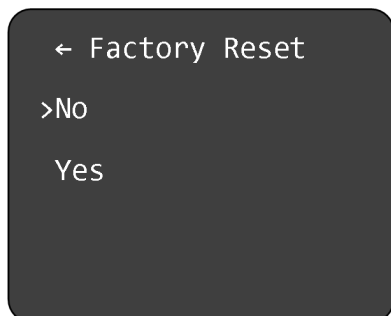 ← Factory Reset
>No
Yes